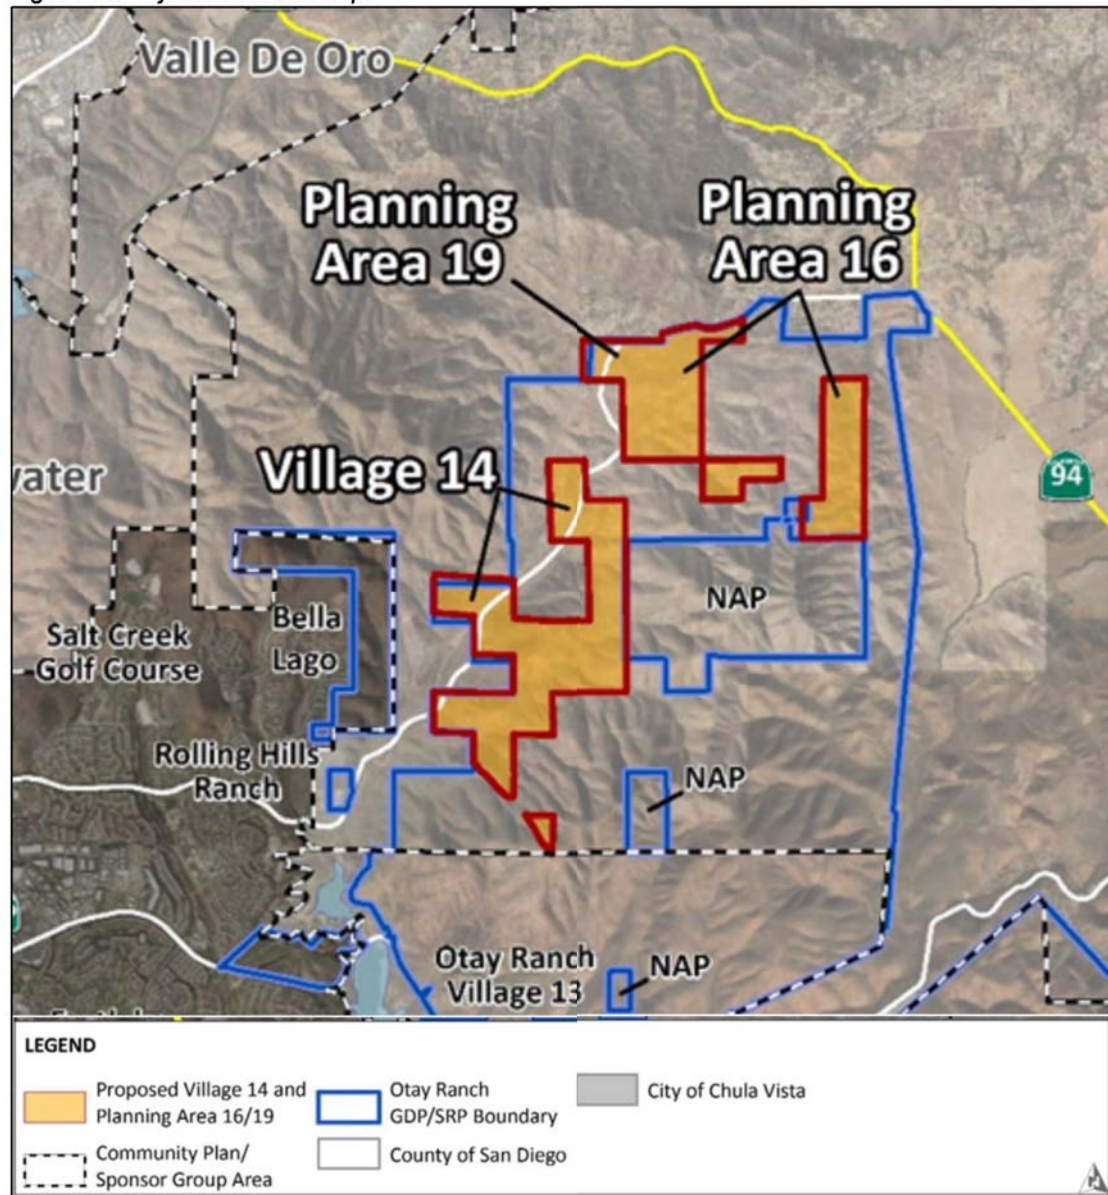 Valle De Oro
Planning
Area 19
Planning
Area 16
Village 14
94
NAP
Bella
Lago
Salt Creek
Golf Course
Rolling Hills
Ranch
NAP
Otay Ranch
Village 13
NAP
LEGEND
Proposed Village 14 and
Planning Area 16/19
Otay Ranch
GDP/SRP Boundary
City of Chula Vista
Community Plan/
Sponsor Group Area
County of San Diego